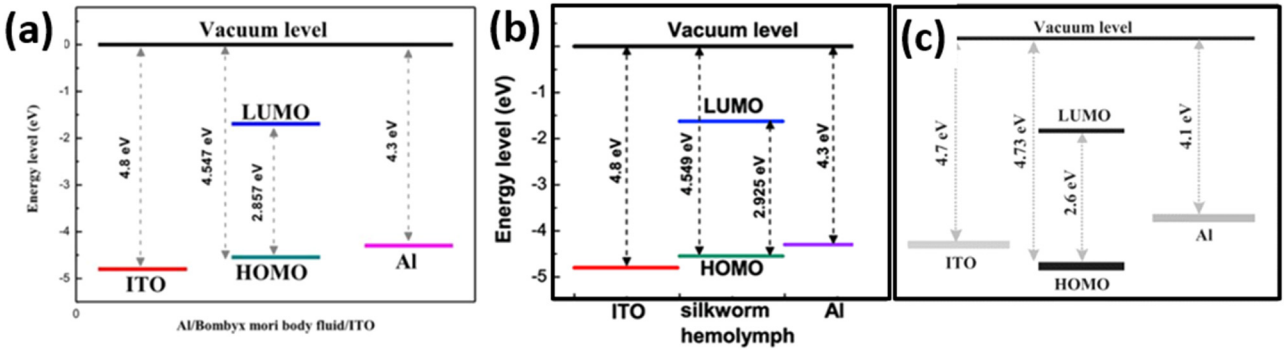 (a)
Vacuum level
0
-1
-2
-3
-4
-5
Energy level (eV)
4.8 eV
4.547 eV
LUMO
2.857 eV
4.3 eV
HOMO
ITO
Al
0
Al/Bombyx mori body fluid/ITO
(b)
Vacuum level
0
-1
-2
-3
-4
-5
Energy level (eV)
4.8 eV
4.549 eV
LUMO
2.925 eV
4.3 eV
HOMO
ITO
silkworm
hemolymph
Al
(c)
Vacuum level
4.7 eV
4.73 eV
LUMO
2.6 eV
4.1 eV
ITO
Al
HOMO